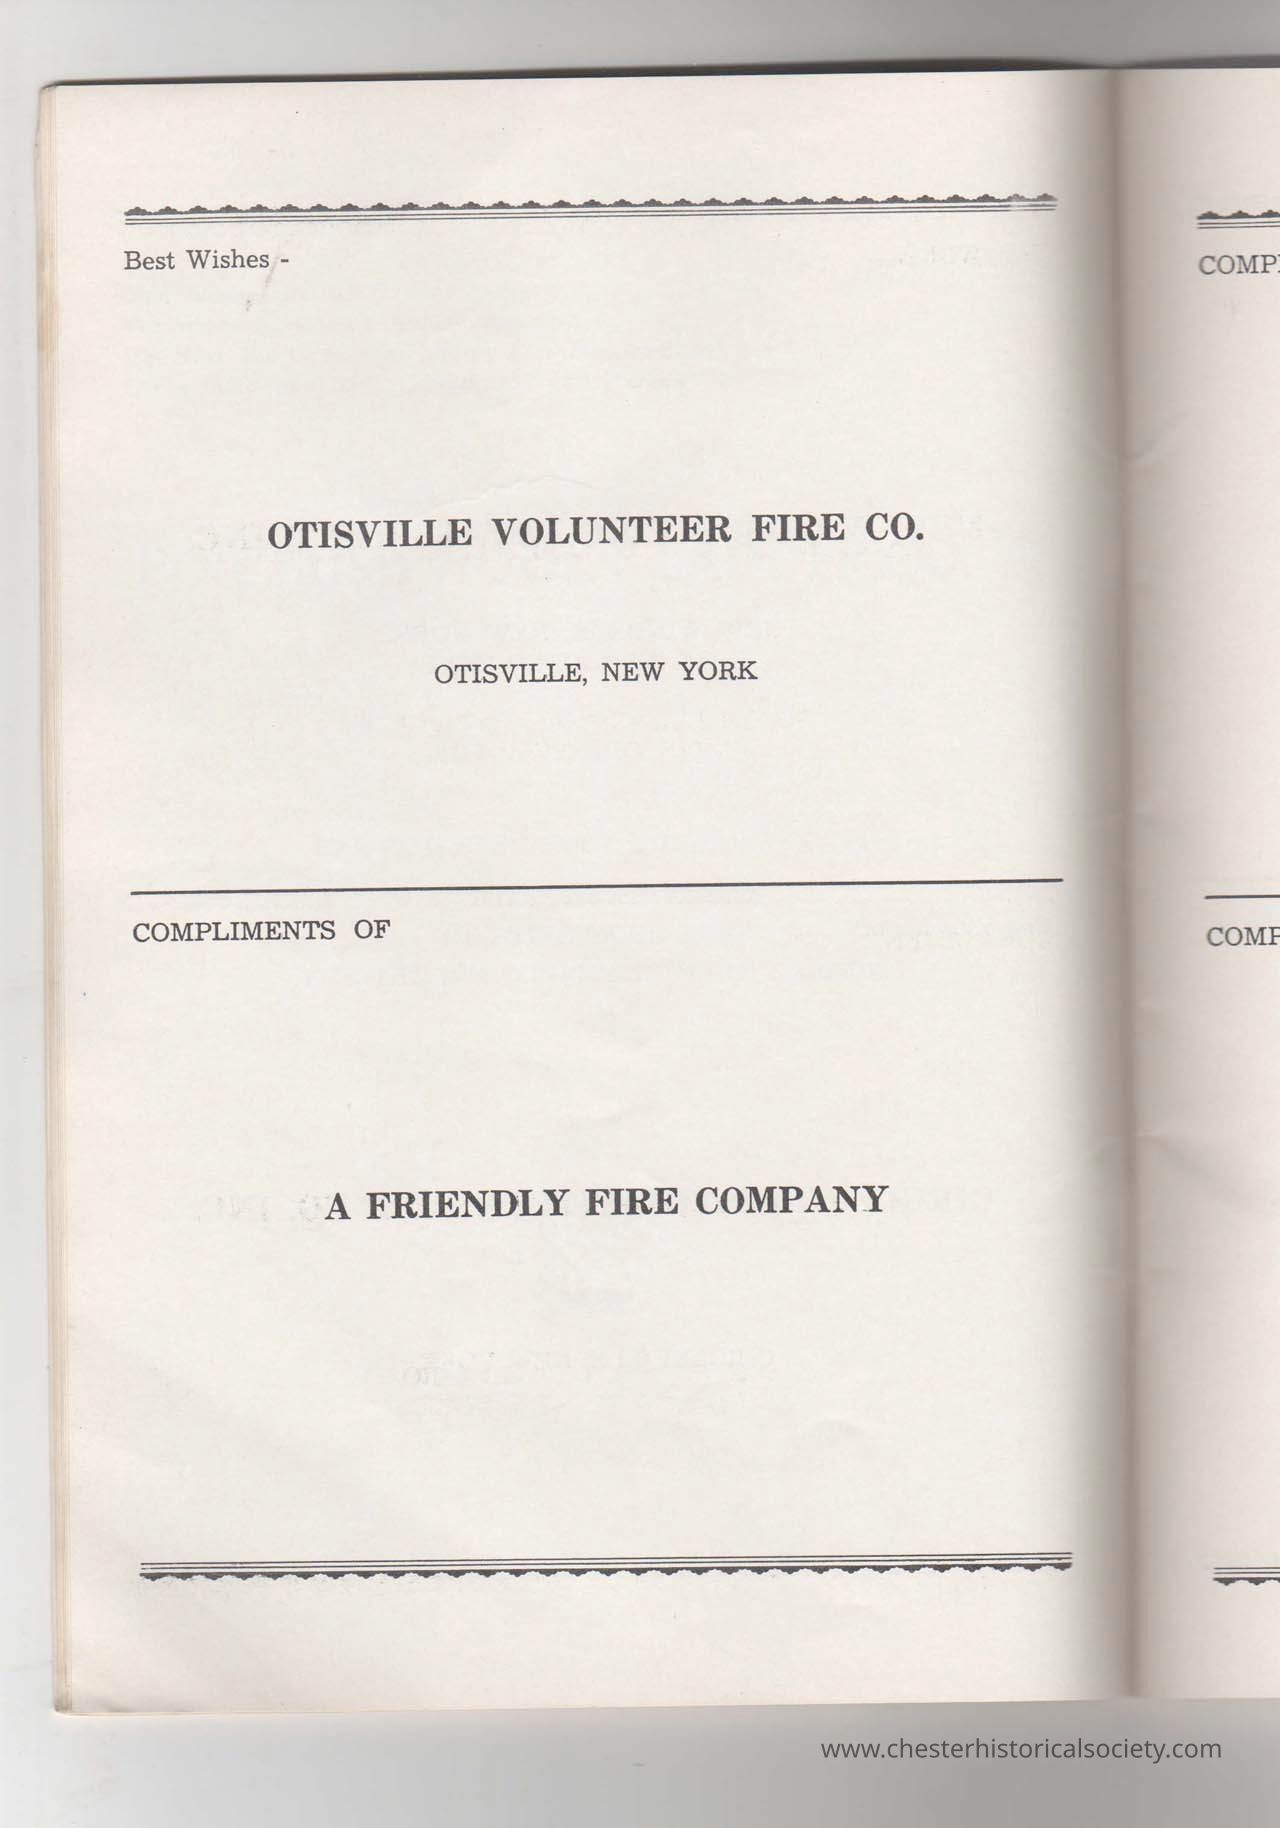 Best Wishes -
OTISVILLE VOLUNTEER FIRE CO.
OTISVILLE, NEW YORK
COMPLIMENTS OF
A FRIENDLY FIRE COMPANY
www.chesterhistoricalsociety.com